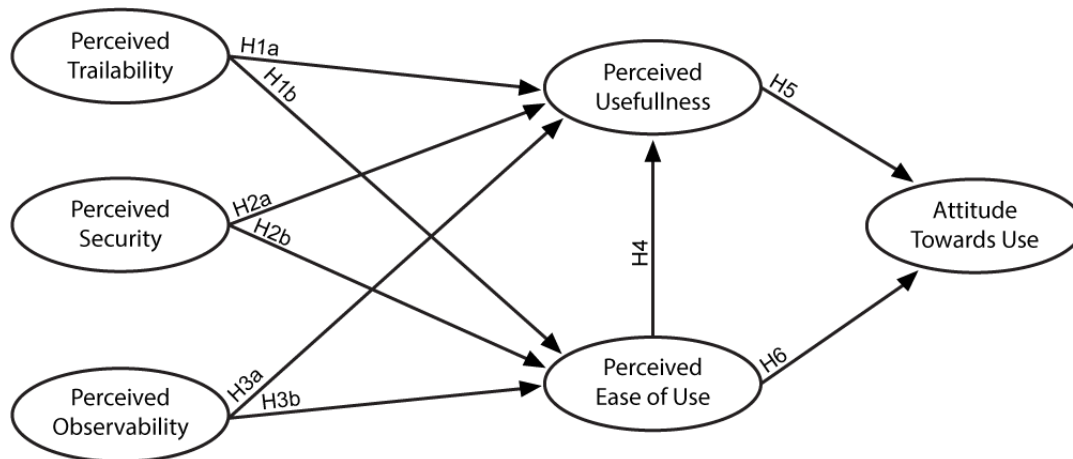 Perceived
Trailability
H1a
H1b
Perceived
Usefullness
H5
Perceived
Security
H2a
H2b
H4
Attitude
Towards Use
Perceived
Observability
H3a
H3b
Perceived
Ease of Use
H6